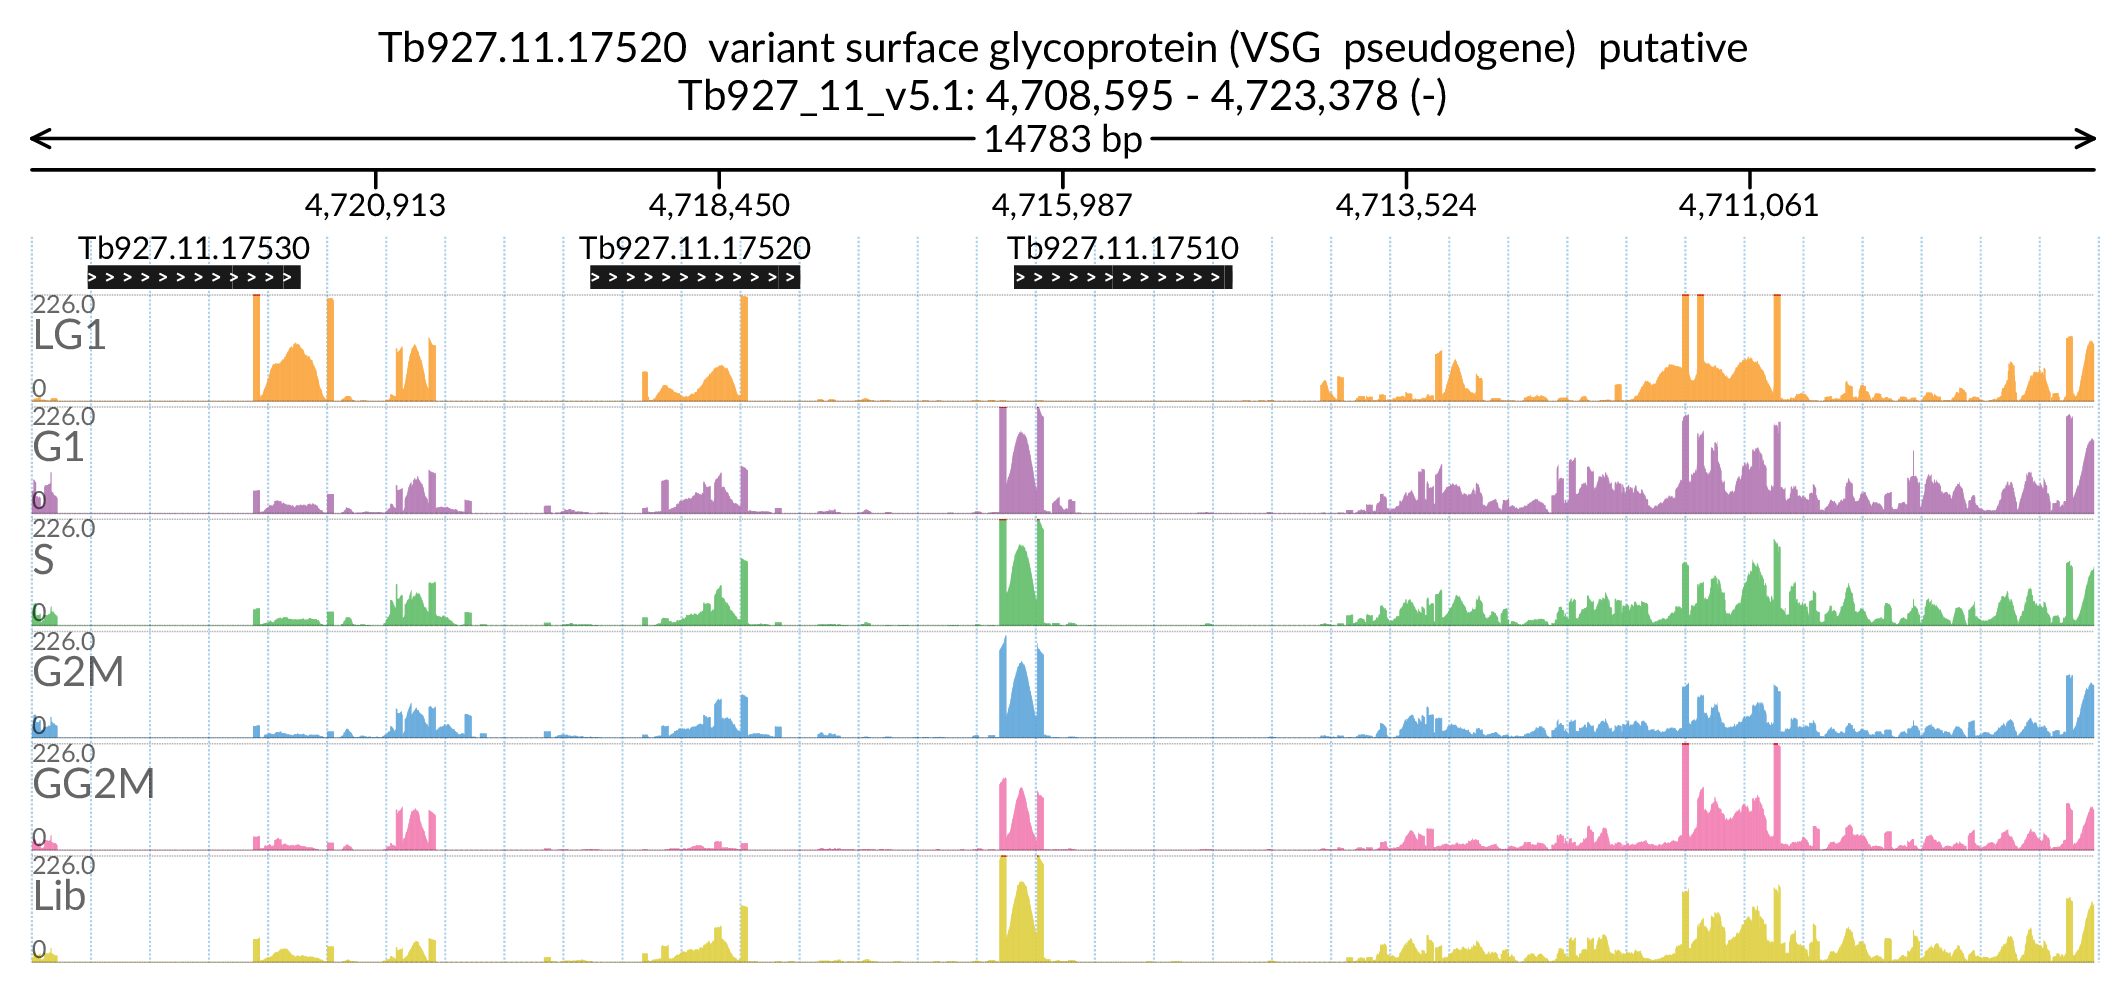 Tb927.11.17520  variant surface glycoprotein (VSG  pseudogene)  putative
Tb927_11_v5.1: 4,708,595 - 4,723,378 (-)
14783 bp
4,720,913 4,718,450 4,715,987 4,713,524 4,711,061
Tb927.11.17530 Tb927.11.17520 Tb927.11.17510
226.0
LG1
0
226.0
G1
0
226.0
S
0
226.0
G2M
0
226.0
GG2M
0
226.0
Lib
0